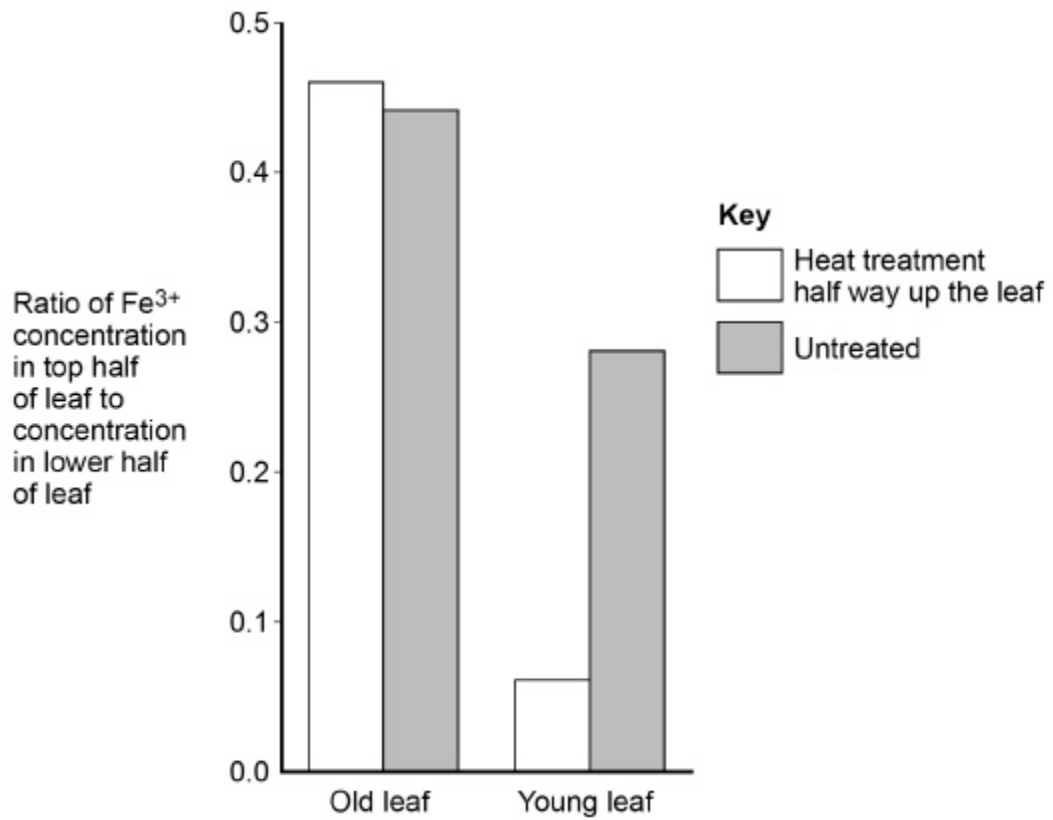 0.5
0.4
0.3
0.2
0.1
0.0
Ratio of Fe³⁺
concentration
in top half
of leaf to
concentration
in lower half
of leaf
Old leaf
Young leaf
Key
Heat treatment
half way up the leaf
Untreated